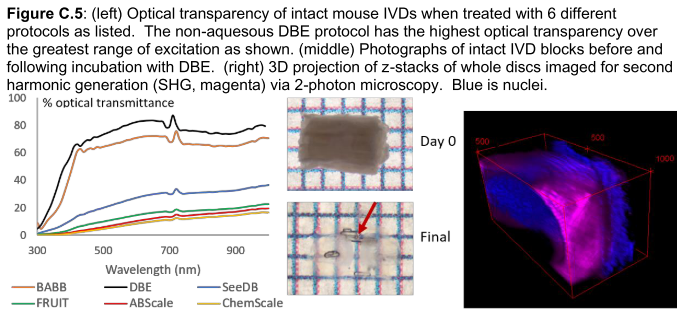 Figure C.5: (left) Optical transparency of intact mouse IVDs when treated with 6 different
protocols as listed.  The non-aquesous DBE protocol has the highest optical transparency over
the greatest range of excitation as shown. (middle) Photographs of intact IVD blocks before and
following incubation with DBE.  (right) 3D projection of z-stacks of whole discs imaged for second
harmonic generation (SHG, magenta) via 2-photon microscopy.  Blue is nuclei.
100
% optical transmittance
80
60
40
20
0
300
500
700
900
Wavelength (nm)
BABB
DBE
SeeDB
FRUIT
ABScale
ChemScale
Day 0
Final
500
500
1000